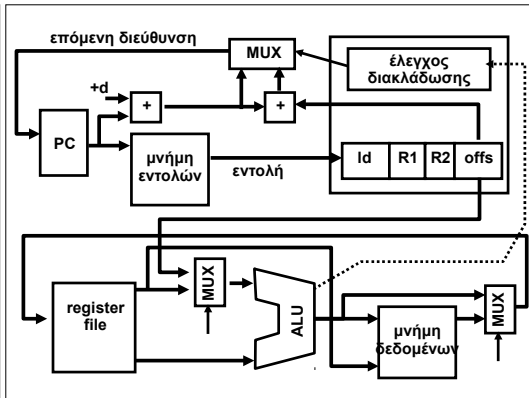 επόμενη διεύθυνση
MUX
έλεγχος
διακλάδωσης
+d
+
+
PC
μνήμη
εντολών
εντολή
ld R1 R2 offs
register
file
MUX
ALU
μνήμη
δεδομένων
MUX